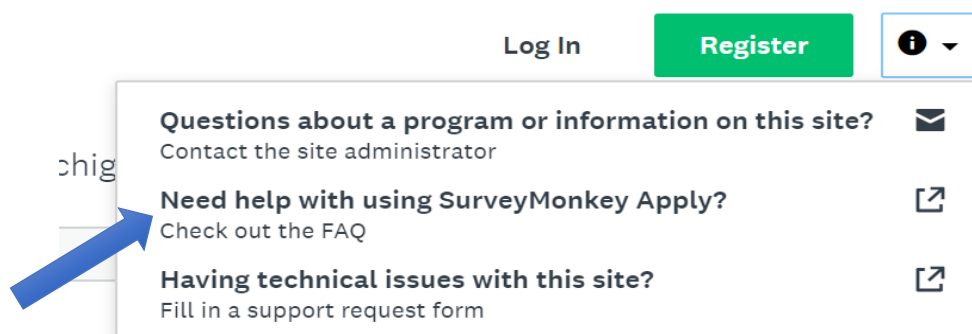 Log In
Register
Questions about a program or information on this site?
Contact the site administrator
chig
Need help with using SurveyMonkey Apply?
Check out the FAQ
Having technical issues with this site?
Fill in a support request form